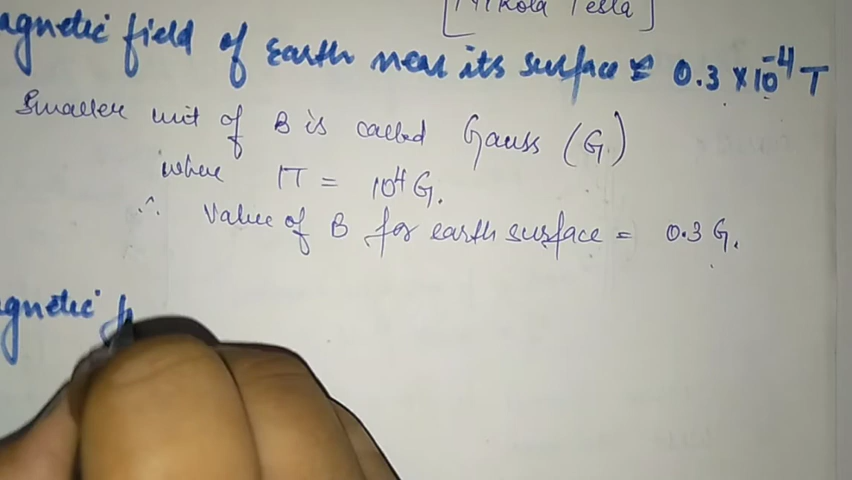 [Nikola Tesla]
agnetic field of earth near its surface = 0.3 × 10⁻⁴ T
Smaller unit of B is called Gauss (G)
where 1T = 10⁴ G.
∴ Value of B for earth surface = 0.3 G.
agnetic f